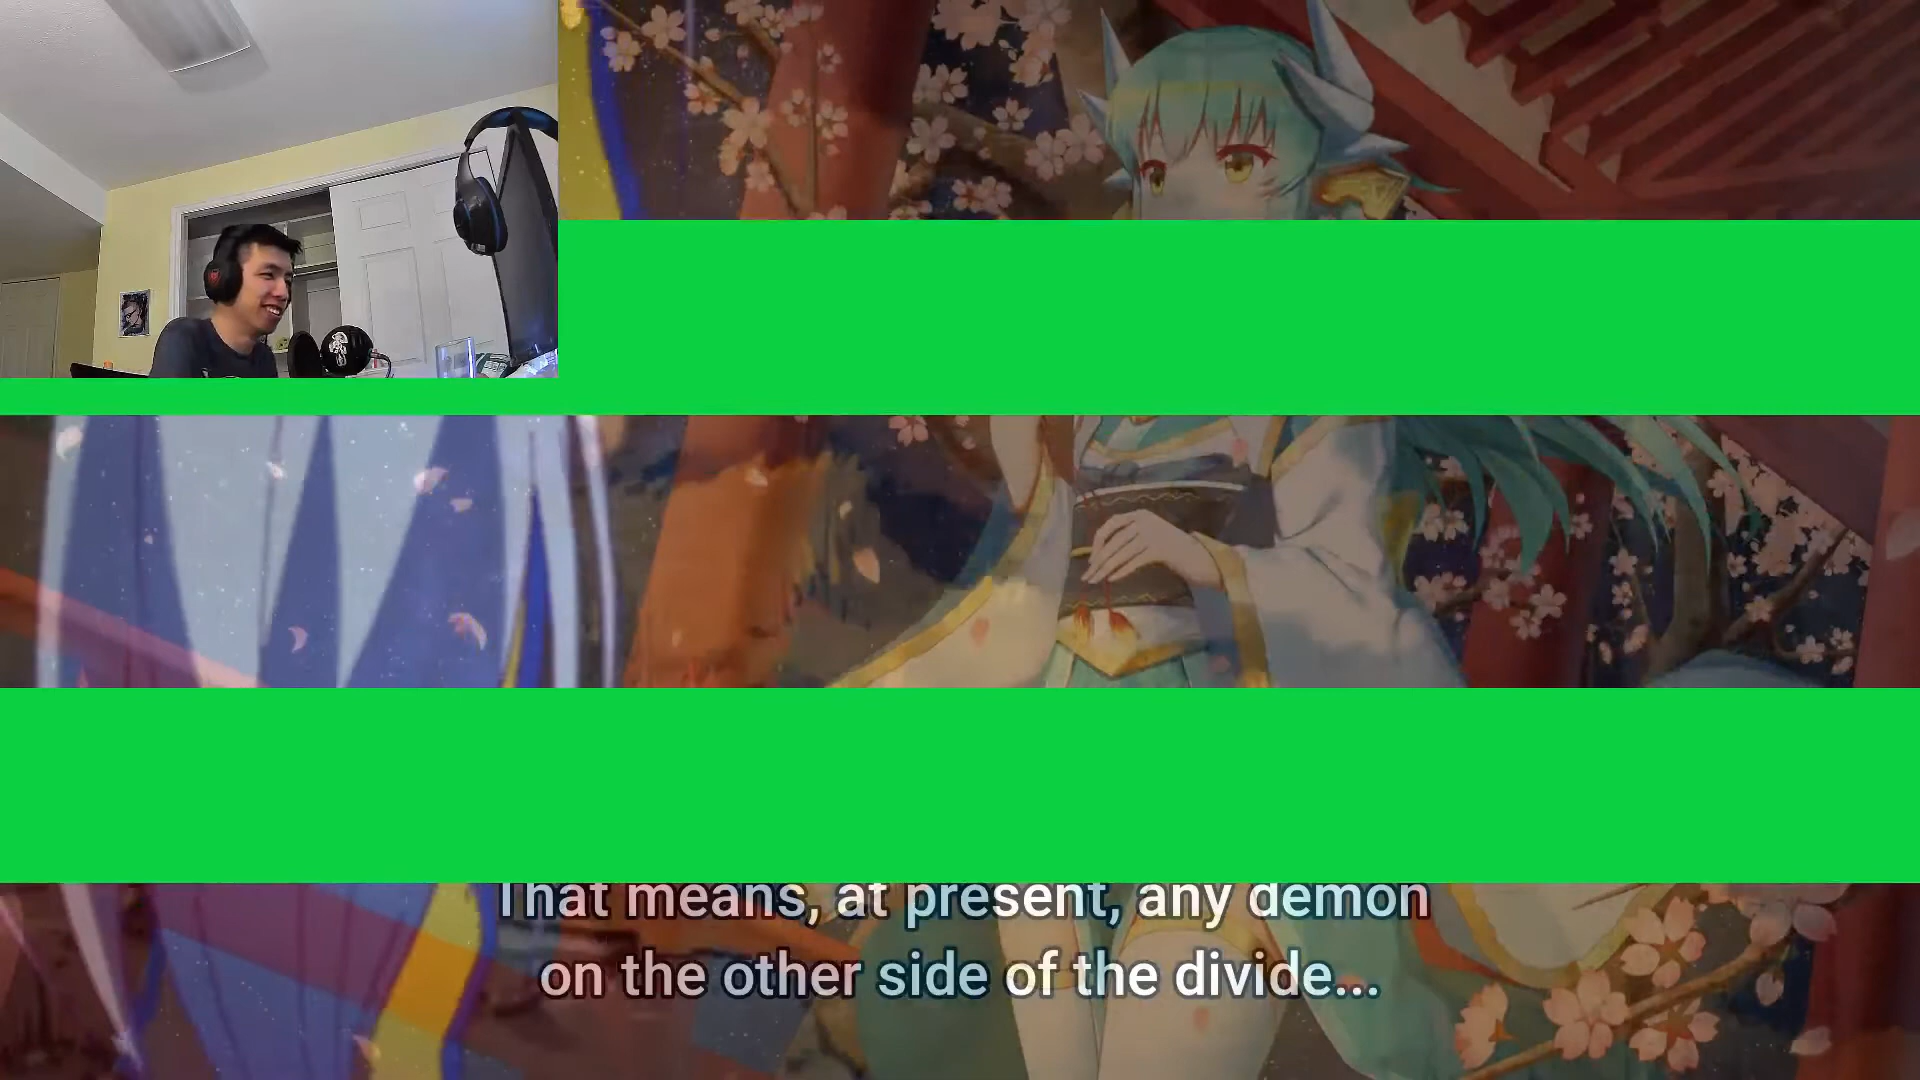 That means, at present, any demon
on the other side of the divide...